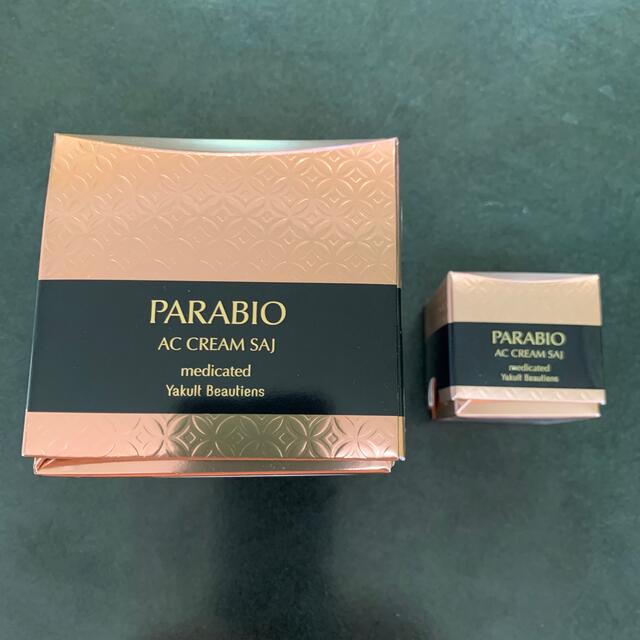 PARABIO
AC CREAM SAJ
medicated
Yakult Beautiens
PARABIO
AC CREAM SAJ
medicated
Yakult Beautiens